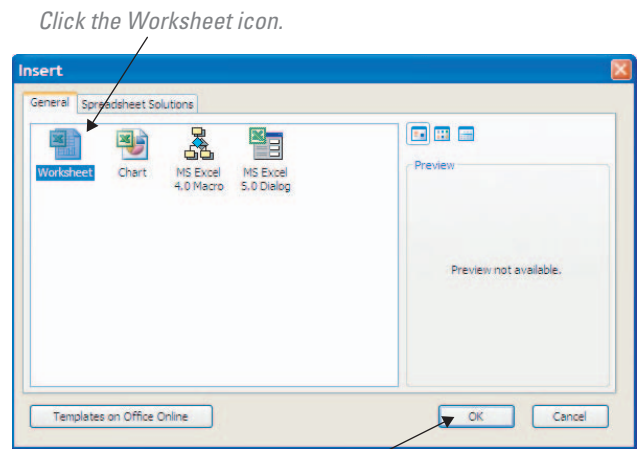 Click the Worksheet icon.
Insert
General Spreadsheet Solutions
Worksheet Chart MS Excel 4.0 Macro MS Excel 5.0 Dialog
Preview
Preview not available.
Templates on Office Online OK Cancel